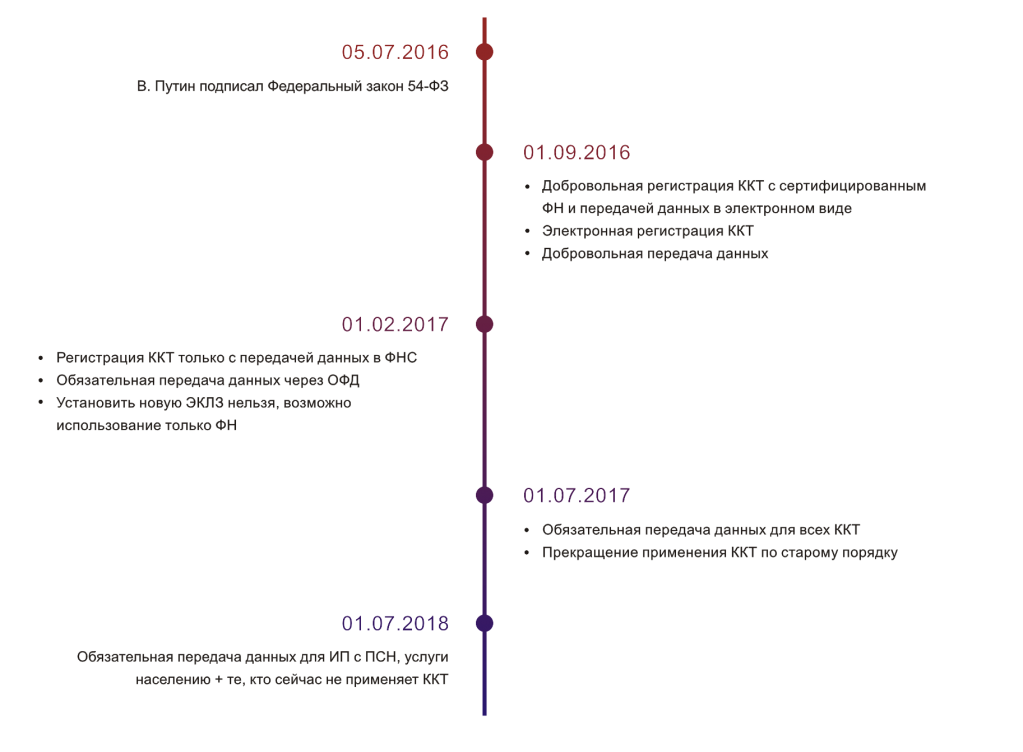 05.07.2016
В. Путин подписал Федеральный закон 54-ФЗ
01.09.2016
• Добровольная регистрация ККТ с сертифицированным
ФН и передачей данных в электронном виде
• Электронная регистрация ККТ
• Добровольная передача данных
01.02.2017
• Регистрация ККТ только с передачей данных в ФНС
• Обязательная передача данных через ОФД
• Установить новую ЭКЛЗ нельзя, возможно
использование только ФН
01.07.2017
• Обязательная передача данных для всех ККТ
• Прекращение применения ККТ по старому порядку
01.07.2018
Обязательная передача данных для ИП с ПСН, услуги
населению + те, кто сейчас не применяет ККТ